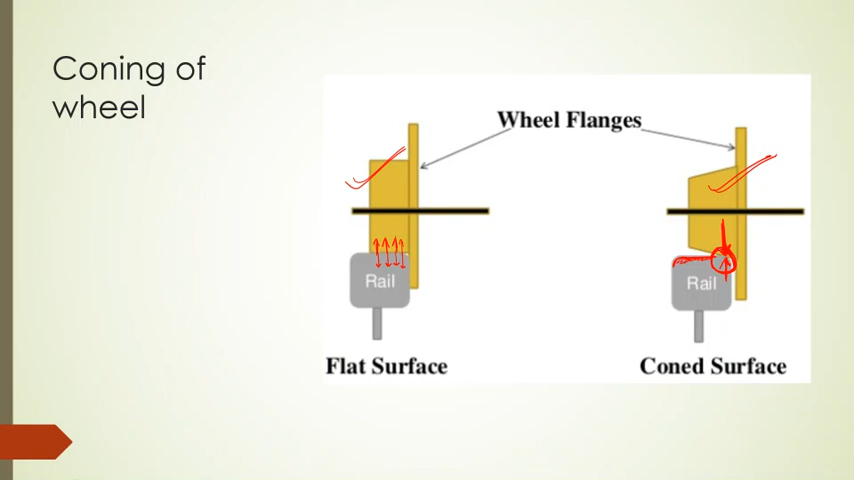 Coning of
wheel
Wheel Flanges
Rail
Rail
Flat Surface
Coned Surface